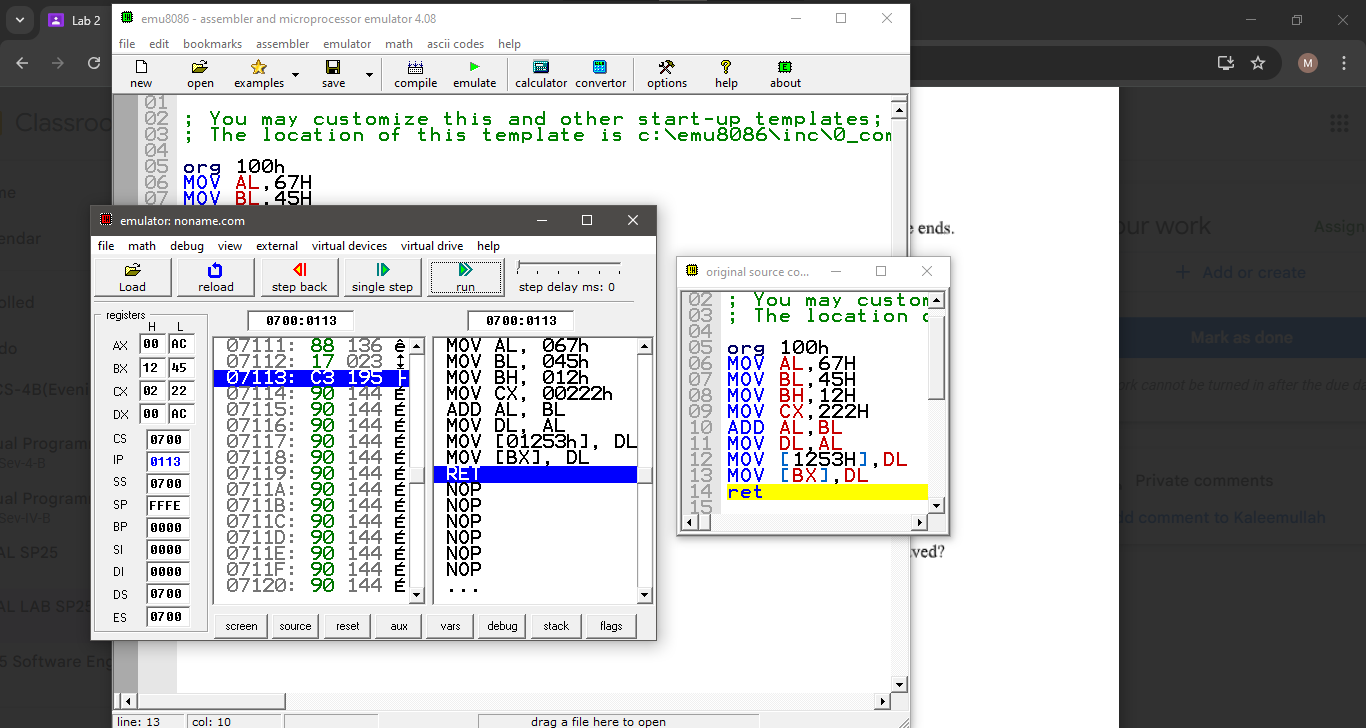 Lab 2
emu8086 - assembler and microprocessor emulator 4.08
file edit bookmarks assembler emulator math ascii codes help
new open examples save compile emulate calculator convertor options help about
M
Classroo
01
02 ; You may customize this and other start-up templates;
03 ; The location of this template is c:\emu8086\inc\0_com
04
05 org 100h
06 MOV AL,67H
07 MOV BL,45H
emulator: noname.com
file math debug view external virtual devices virtual drive help
Load reload step back single step run step delay ms: 0
registers
H L
AX 00 AC
BX 12 45
CX 02 22
DX 00 AC
CS 0700
IP 0113
SS 0700
SP FFFE
BP 0000
SI 0000
DI 0000
DS 0700
ES 0700
0700:0113
07111: 88 136 ê
07112: 17 023 ↨
07113: C3 195 ├
07114: 90 144 É
07115: 90 144 É
07116: 90 144 É
07117: 90 144 É
07118: 90 144 É
07119: 90 144 É
0711A: 90 144 É
0711B: 90 144 É
0711C: 90 144 É
0711D: 90 144 É
0711E: 90 144 É
0711F: 90 144 É
07120: 90 144 É
0700:0113
MOV AL, 067h
MOV BL, 045h
MOV BH, 012h
MOV CX, 00222h
ADD AL, BL
MOV DL, AL
MOV [01253h], DL
MOV [BX], DL
RET
NOP
NOP
NOP
NOP
NOP
NOP
...
screen source reset aux vars debug stack flags
original source co...
02 ; You may custom
03 ; The location o
04
05 org 100h
06 MOV AL,67H
07 MOV BL,45H
08 MOV BH,12H
09 MOV CX,222H
10 ADD AL,BL
11 MOV DL,AL
12 MOV [1253H],DL
13 MOV [BX],DL
14 ret
15
line: 13 col: 10 drag a file here to open
e ends.
ved?
me
endar
olled
do
CS-4B(Eveni
ual Programm
Sev-4-B
ual Programm
Sev-IV-B
AL SP25
AL LAB SP25
5 Software Eng
our work
Assign
+ Add or create
Mark as done
ork cannot be turned in after the due da
Private comments
dd comment to Kaleemullah